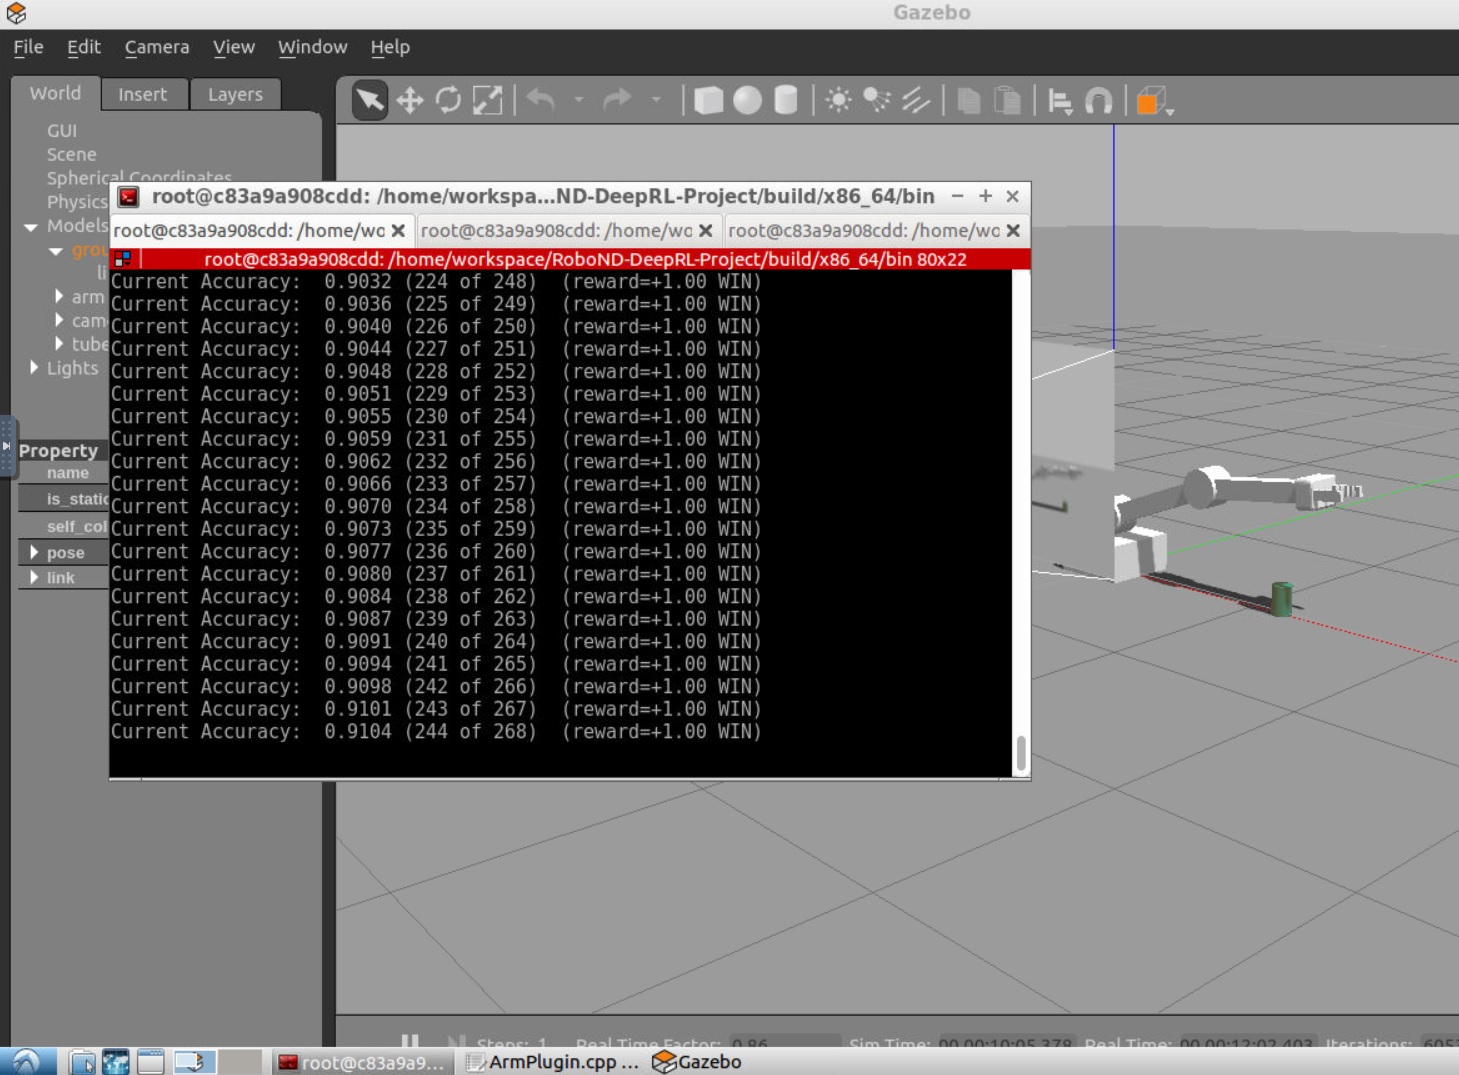 Gazebo
File Edit Camera View Window Help
World Insert Layers
GUI
Scene
Spherical Coordinates
Physics
Models
grou
li
arm
cam
tube
Lights
Property
name
is_static
self_col
pose
link
root@c83a9a908cdd: /home/workspa...ND-DeepRL-Project/build/x86_64/bin
root@c83a9a908cdd: /home/wo root@c83a9a908cdd: /home/wo root@c83a9a908cdd: /home/wo
root@c83a9a908cdd: /home/workspace/RoboND-DeepRL-Project/build/x86_64/bin 80x22
Current Accuracy: 0.9032 (224 of 248) (reward=+1.00 WIN)
Current Accuracy: 0.9036 (225 of 249) (reward=+1.00 WIN)
Current Accuracy: 0.9040 (226 of 250) (reward=+1.00 WIN)
Current Accuracy: 0.9044 (227 of 251) (reward=+1.00 WIN)
Current Accuracy: 0.9048 (228 of 252) (reward=+1.00 WIN)
Current Accuracy: 0.9051 (229 of 253) (reward=+1.00 WIN)
Current Accuracy: 0.9055 (230 of 254) (reward=+1.00 WIN)
Current Accuracy: 0.9059 (231 of 255) (reward=+1.00 WIN)
Current Accuracy: 0.9062 (232 of 256) (reward=+1.00 WIN)
Current Accuracy: 0.9066 (233 of 257) (reward=+1.00 WIN)
Current Accuracy: 0.9070 (234 of 258) (reward=+1.00 WIN)
Current Accuracy: 0.9073 (235 of 259) (reward=+1.00 WIN)
Current Accuracy: 0.9077 (236 of 260) (reward=+1.00 WIN)
Current Accuracy: 0.9080 (237 of 261) (reward=+1.00 WIN)
Current Accuracy: 0.9084 (238 of 262) (reward=+1.00 WIN)
Current Accuracy: 0.9087 (239 of 263) (reward=+1.00 WIN)
Current Accuracy: 0.9091 (240 of 264) (reward=+1.00 WIN)
Current Accuracy: 0.9094 (241 of 265) (reward=+1.00 WIN)
Current Accuracy: 0.9098 (242 of 266) (reward=+1.00 WIN)
Current Accuracy: 0.9101 (243 of 267) (reward=+1.00 WIN)
Current Accuracy: 0.9104 (244 of 268) (reward=+1.00 WIN)
Steps: 1 Real Time Factor: 0.86 Sim Time: 00 00:10:05.378 Real Time: 00 00:12:02.403 Iterations: 605
root@c83a9a9... ArmPlugin.cpp ... Gazebo